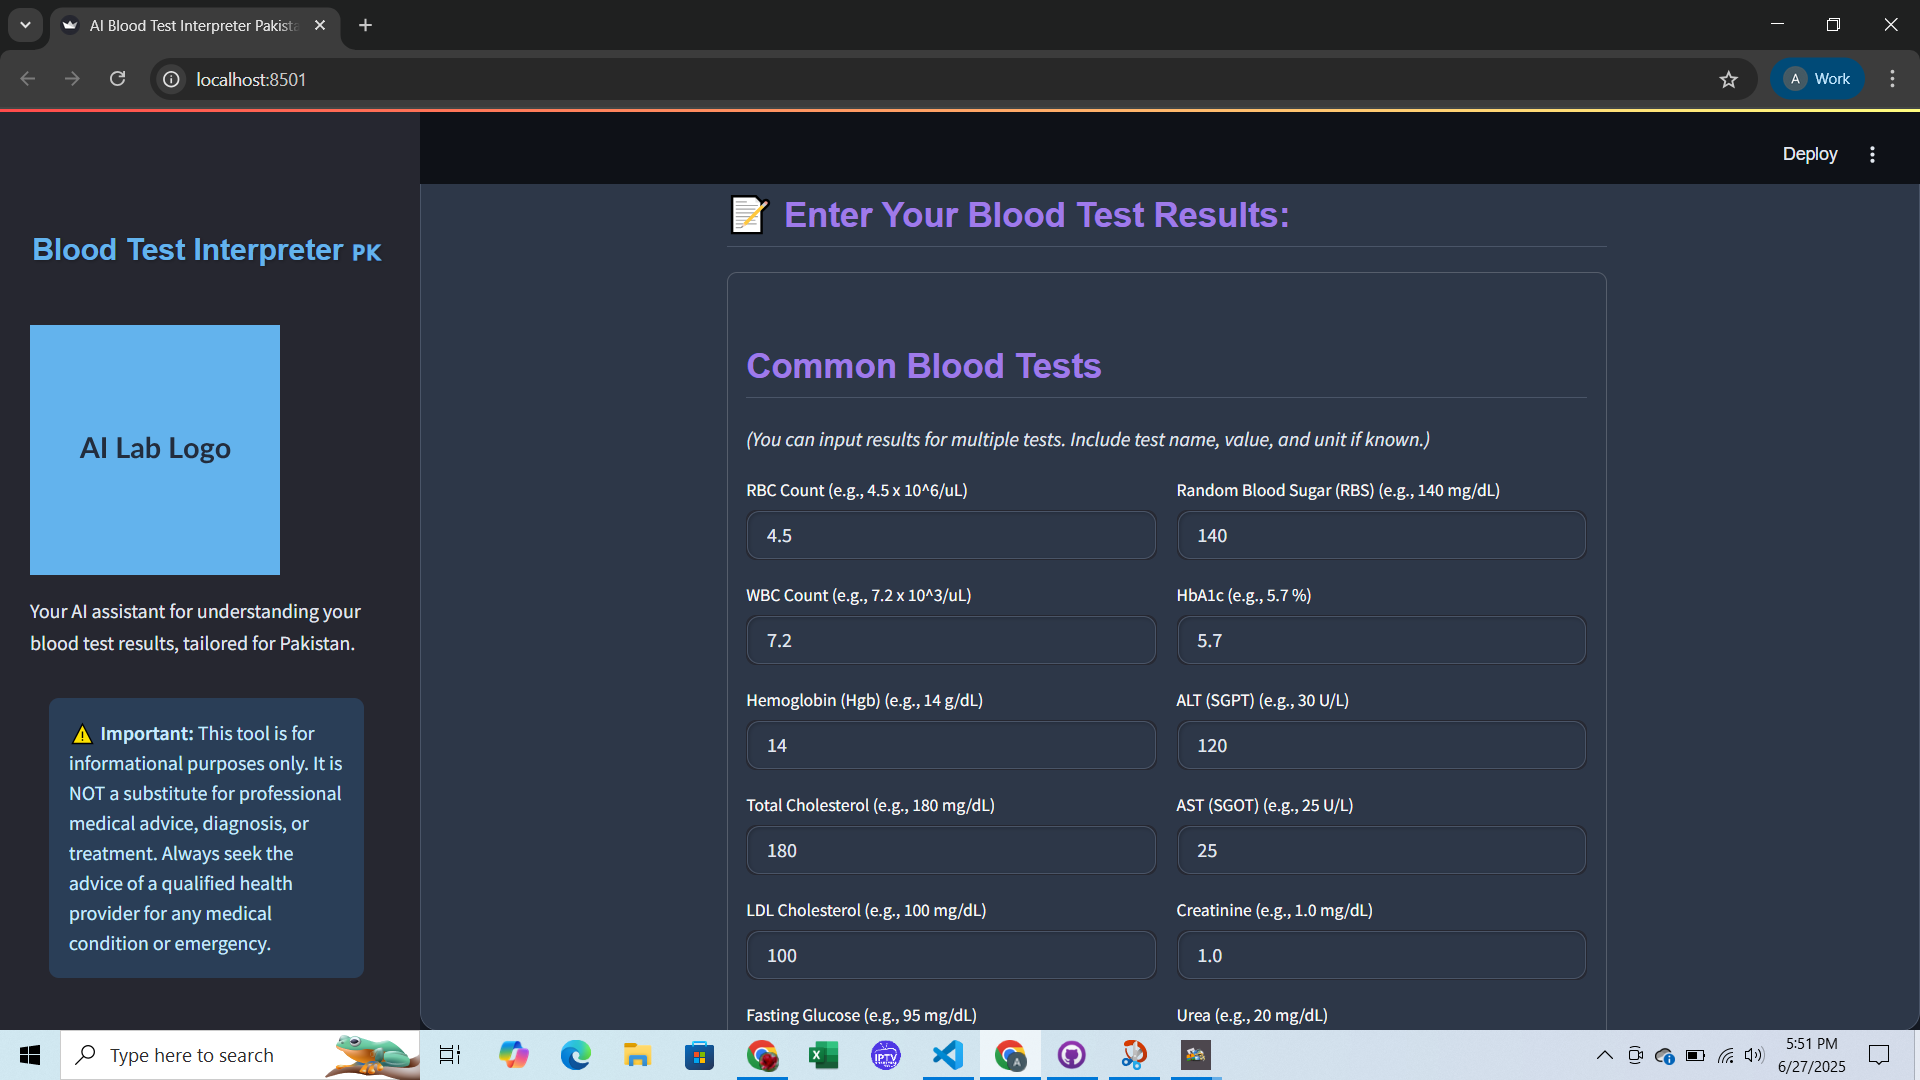 AI Blood Test Interpreter Pakista
localhost:8501
A Work
Deploy
Blood Test Interpreter PK
AI Lab Logo
Your AI assistant for understanding your
blood test results, tailored for Pakistan.
⚠️ Important: This tool is for
informational purposes only. It is
NOT a substitute for professional
medical advice, diagnosis, or
treatment. Always seek the
advice of a qualified health
provider for any medical
condition or emergency.
📝 Enter Your Blood Test Results:
Common Blood Tests
(You can input results for multiple tests. Include test name, value, and unit if known.)
RBC Count (e.g., 4.5 x 10^6/uL)
4.5
WBC Count (e.g., 7.2 x 10^3/uL)
7.2
Hemoglobin (Hgb) (e.g., 14 g/dL)
14
Total Cholesterol (e.g., 180 mg/dL)
180
LDL Cholesterol (e.g., 100 mg/dL)
100
Fasting Glucose (e.g., 95 mg/dL)
Random Blood Sugar (RBS) (e.g., 140 mg/dL)
140
HbA1c (e.g., 5.7 %)
5.7
ALT (SGPT) (e.g., 30 U/L)
120
AST (SGOT) (e.g., 25 U/L)
25
Creatinine (e.g., 1.0 mg/dL)
1.0
Urea (e.g., 20 mg/dL)
Type here to search
IPTV
A
5:51 PM
6/27/2025